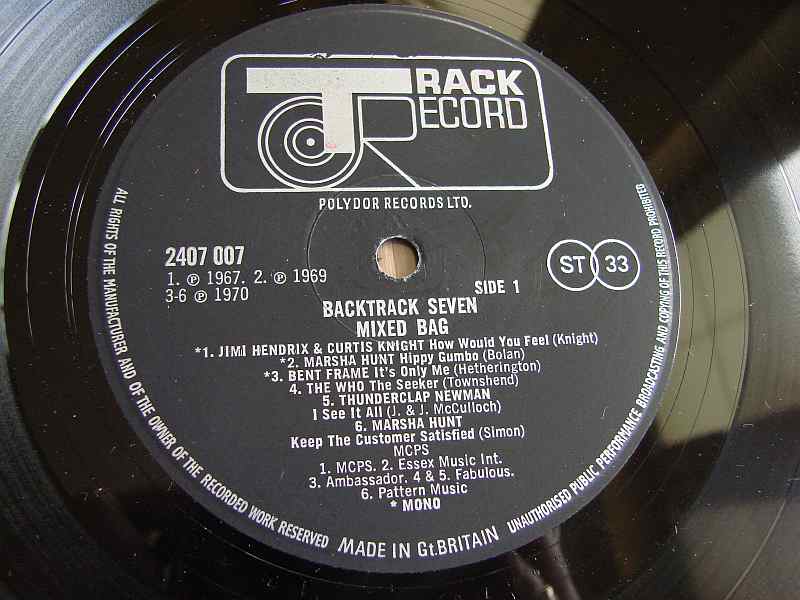 TRACK
RECORD
POLYDOR RECORDS LTD.
2407 007
1. ℗ 1967. 2. ℗ 1969
3-6 ℗ 1970
SIDE 1
ST 33
BACKTRACK SEVEN
MIXED BAG
*1. JIMI HENDRIX & CURTIS KNIGHT How Would You Feel (Knight)
*2. MARSHA HUNT Hippy Gumbo (Bolan)
*3. BENT FRAME It's Only Me (Hetherington)
4. THE WHO The Seeker (Townshend)
5. THUNDERCLAP NEWMAN
I See It All (J. & J. McCulloch)
6. MARSHA HUNT
Keep The Customer Satisfied (Simon)
MCPS
1. MCPS. 2. Essex Music Int.
3. Ambassador. 4 & 5. Fabulous.
6. Pattern Music
* MONO
ALL RIGHTS OF THE MANUFACTURER AND OF THE OWNER OF THE RECORDED WORK RESERVED
MADE IN Gt. BRITAIN
UNAUTHORISED PUBLIC PERFORMANCE BROADCASTING AND COPYING OF THIS RECORD PROHIBITED